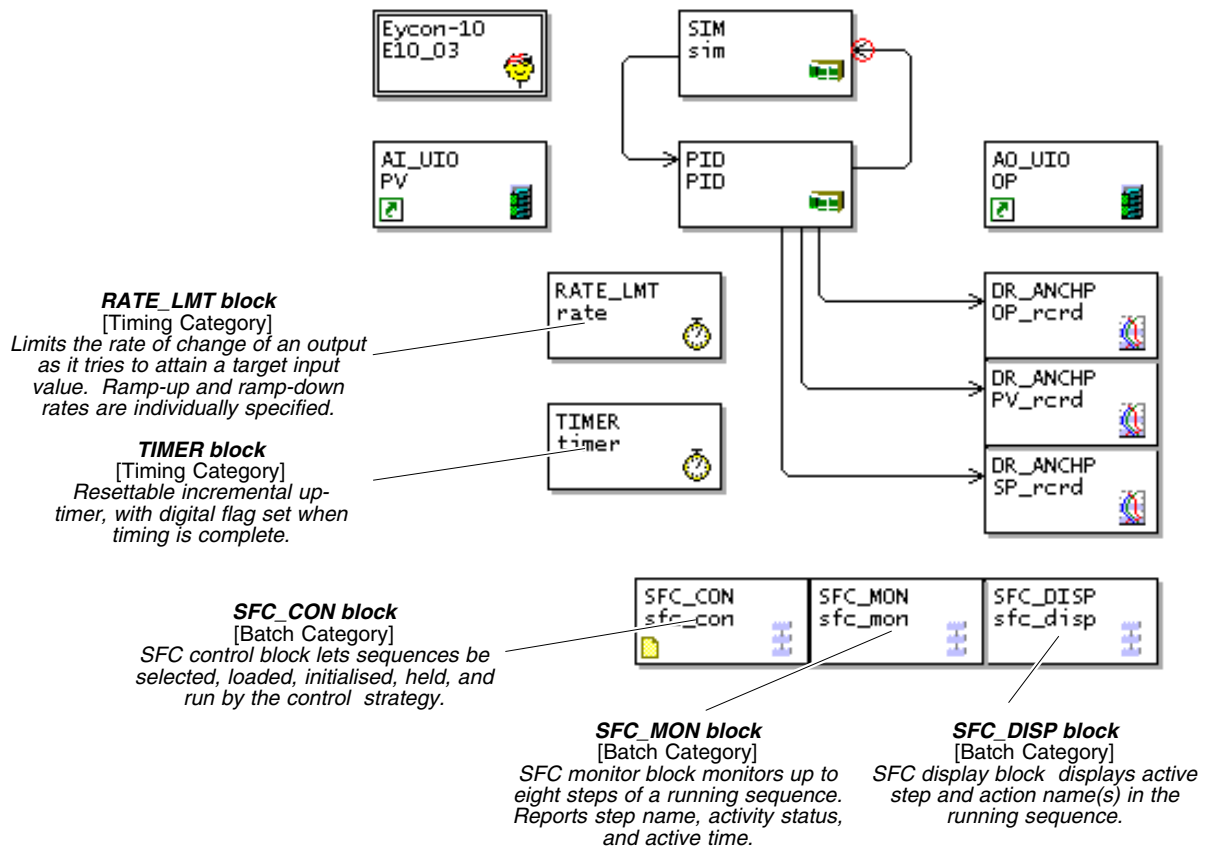 Eycon-10
E10_03
SIM
sim
AI_UIO
PV
PID
PID
AO_UIO
OP
RATE_LMT
rate
DR_ANCHP
OP_rcrd
DR_ANCHP
PV_rcrd
TIMER
timer
DR_ANCHP
SP_rcrd
RATE_LMT block
[Timing Category]
Limits the rate of change of an output
as it tries to attain a target input
value.  Ramp-up and ramp-down
rates are individually specified.
TIMER block
[Timing Category]
Resettable incremental up-
timer, with digital flag set when
timing is complete.
SFC_CON
sfc_con
SFC_MON
sfc_mon
SFC_DISP
sfc_disp
SFC_CON block
[Batch Category]
SFC control block lets sequences be
selected, loaded, initialised, held, and
run by the control  strategy.
SFC_MON block
[Batch Category]
SFC monitor block monitors up to
eight steps of a running sequence.
Reports step name, activity status,
and active time.
SFC_DISP block
[Batch Category]
SFC display block  displays active
step and action name(s) in the
running sequence.